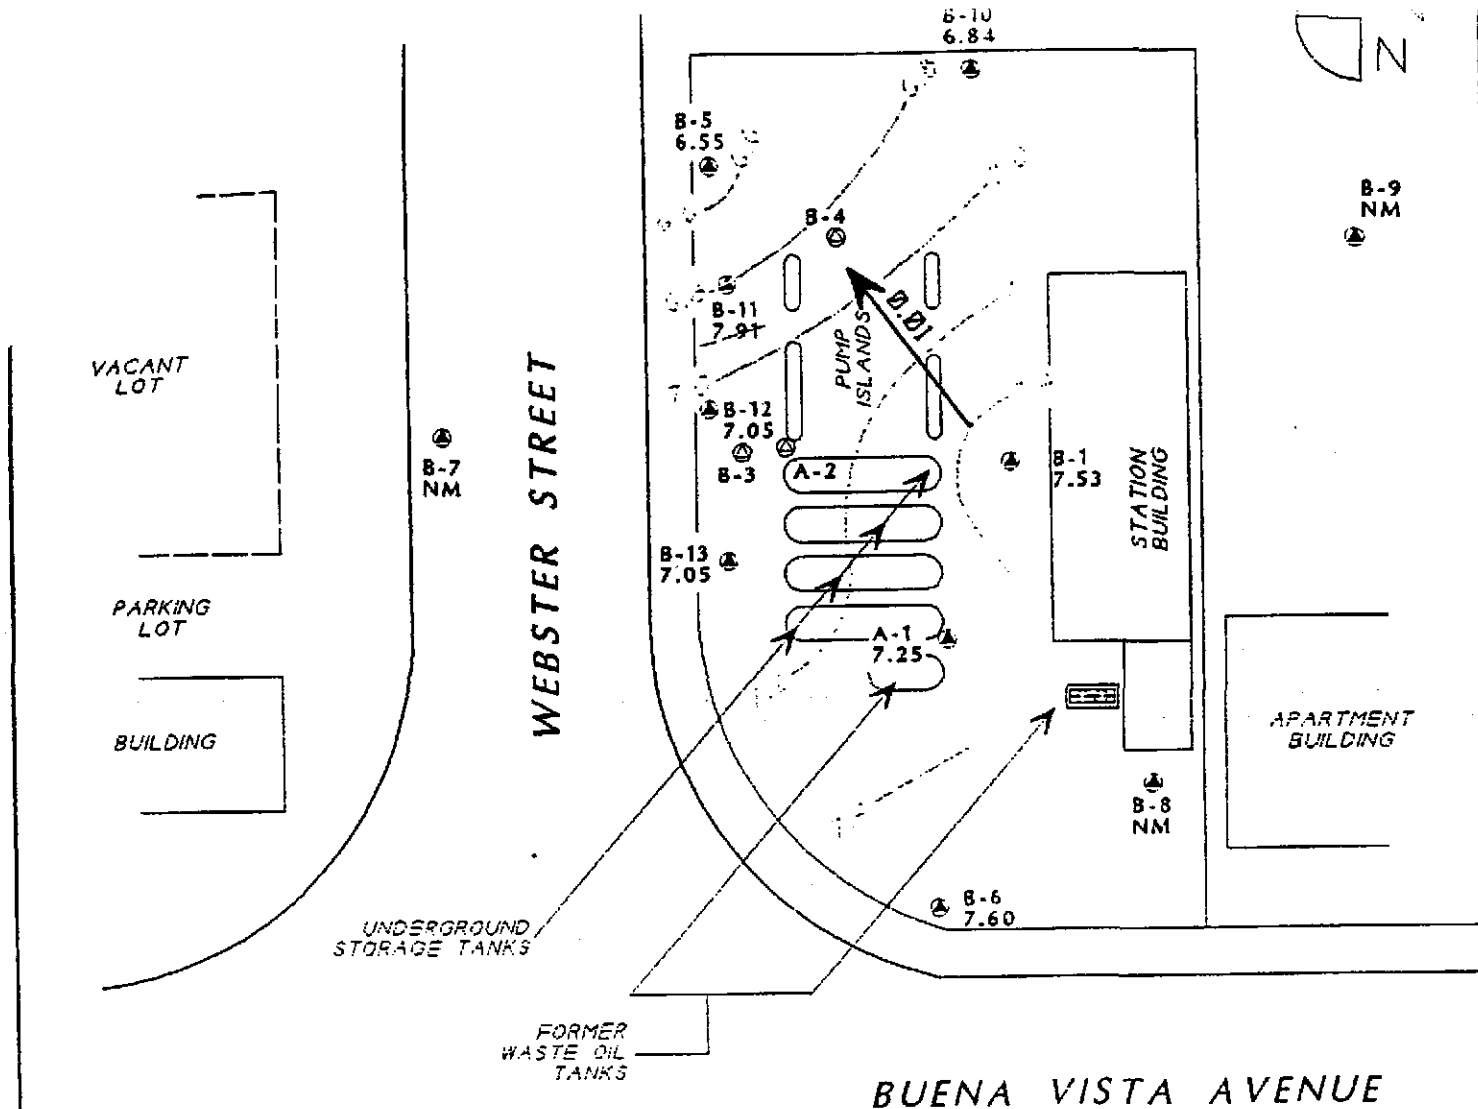 B-10
6.84
N
B-5
6.55
B-9
NM
B-4
B-11
7.91
0.01
PUMP
ISLANDS
VACANT
LOT
WEBSTER STREET
B-12
7.05
B-3
A-2
B-7
NM
B-1
7.53
STATION
BUILDING
B-13
7.05
PARKING
LOT
A-1
7.25
BUILDING
APARTMENT
BUILDING
B-8
NM
B-6
7.60
UNDERGROUND
STORAGE TANKS
FORMER
WASTE OIL
TANKS
BUENA VISTA AVENUE